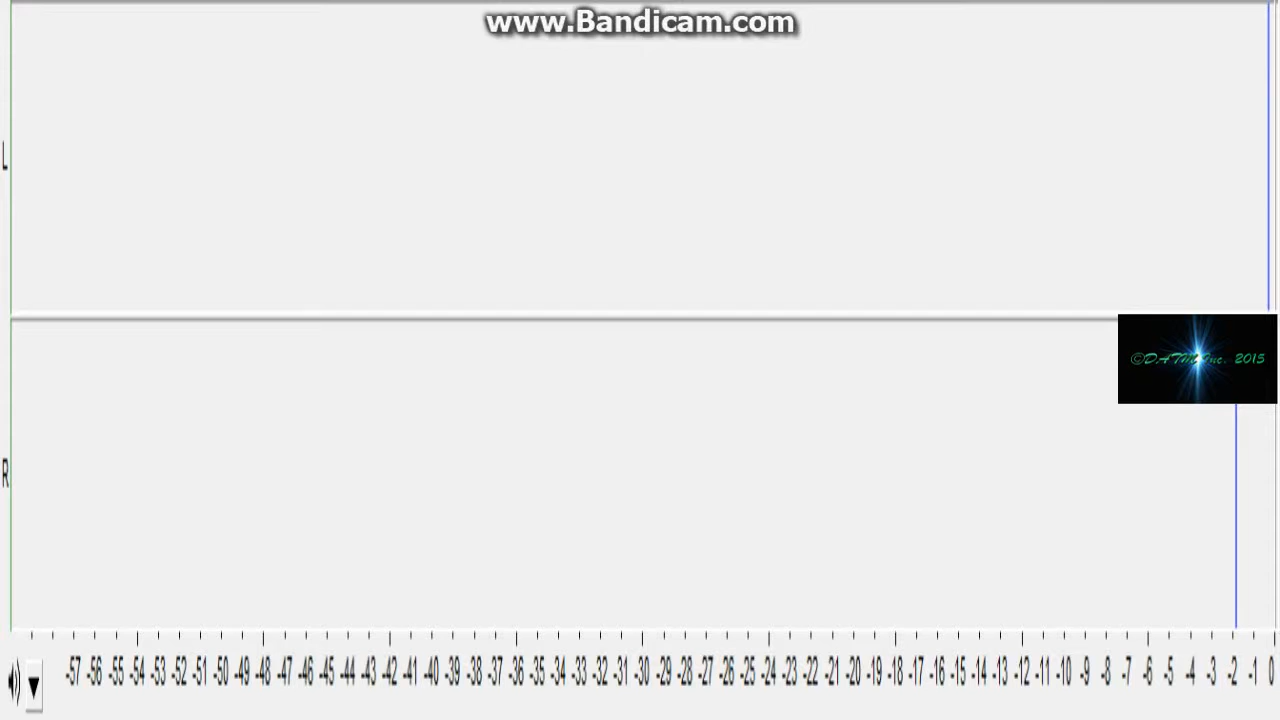 www.Bandicam.com
L
©DATM Inc. 2015
R
-57 -56 -55 -54 -53 -52 -51 -50 -49 -48 -47 -46 -45 -44 -43 -42 -41 -40 -39 -38 -37 -36 -35 -34 -33 -32 -31 -30 -29 -28 -27 -26 -25 -24 -23 -22 -21 -20 -19 -18 -17 -16 -15 -14 -13 -12 -11 -10 -9 -8 -7 -6 -5 -4 -3 -2 -1 0